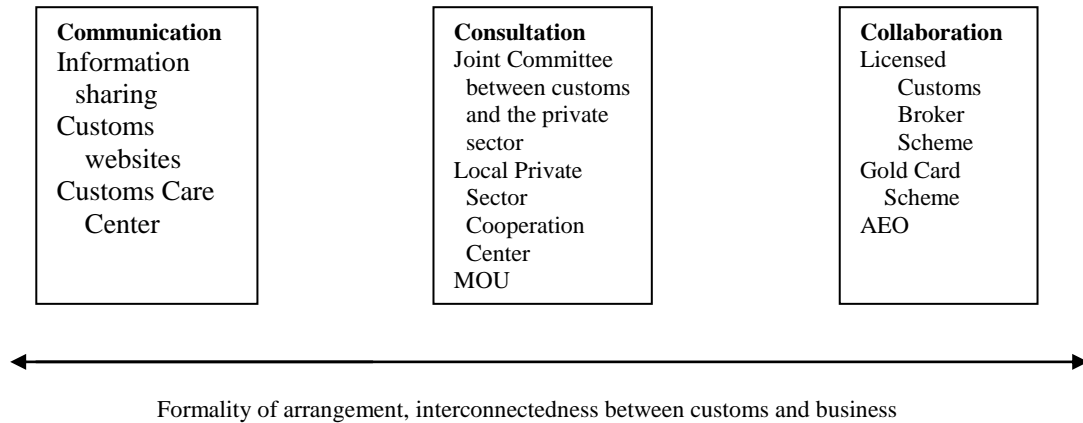 Communication
Information
sharing
Customs
websites
Customs Care
Center
Consultation
Joint Committee
between customs
and the private
sector
Local Private
Sector
Cooperation
Center
MOU
Collaboration
Licensed
Customs
Broker
Scheme
Gold Card
Scheme
AEO
Formality of arrangement, interconnectedness between customs and business